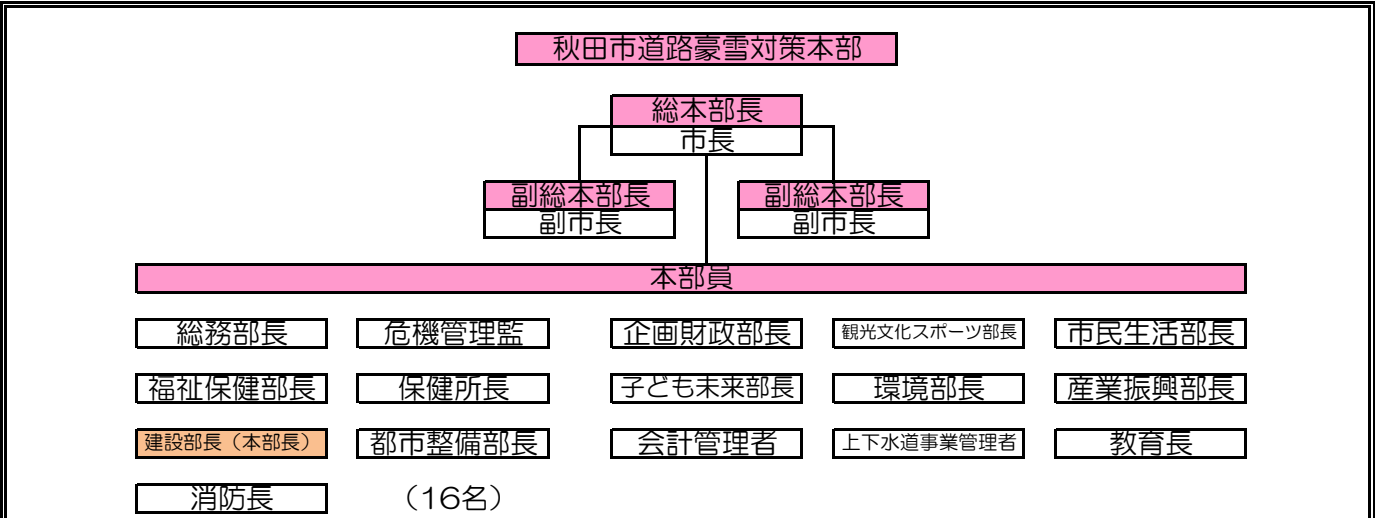 秋田市道路豪雪対策本部
総本部長
市長
副総本部長 副総本部長
副市長 副市長
本部員
総務部長 危機管理監 企画財政部長 観光文化スポーツ部長 市民生活部長
福祉保健部長 保健所長 子ども未来部長 環境部長 産業振興部長
建設部長（本部長） 都市整備部長 会計管理者 上下水道事業管理者 教育長
消防長 （16名）